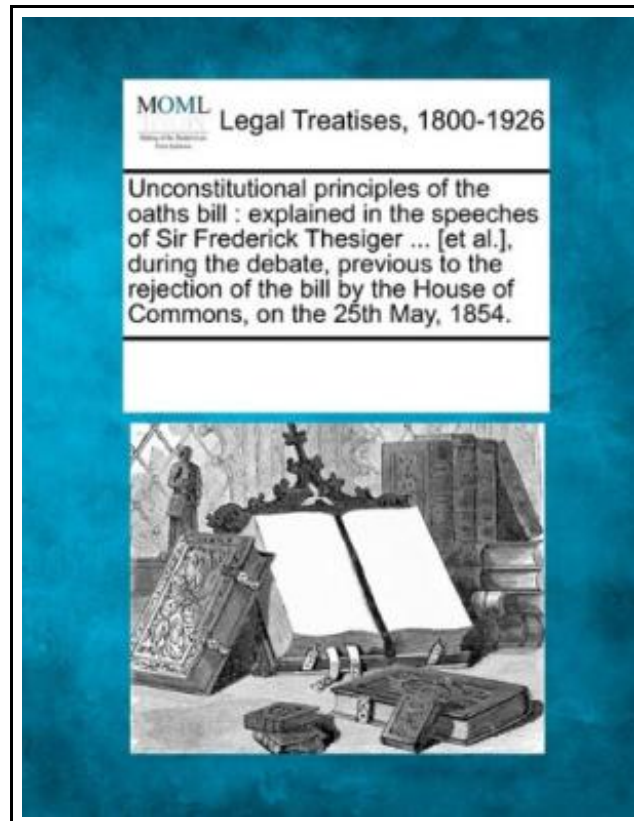 MOML
Legal Treatises, 1800-1926
Unconstitutional principles of the
oaths bill : explained in the speeches
of Sir Frederick Thesiger ... [et al.],
during the debate, previous to the
rejection of the bill by the House of
Commons, on the 25th May, 1854.